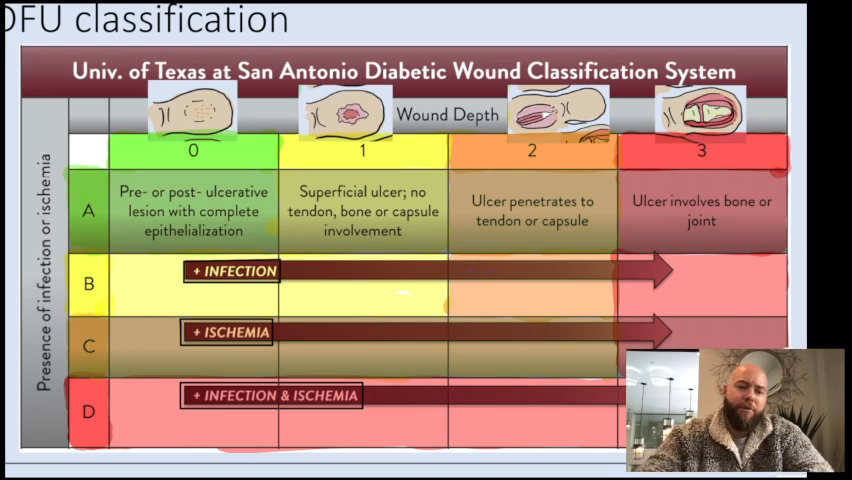 DFU classification
Univ. of Texas at San Antonio Diabetic Wound Classification System
Wound Depth
0
1
2
3
Presence of infection or ischemia
A
Pre- or post- ulcerative
lesion with complete
epithelialization
Superficial ulcer; no
tendon, bone or capsule
involvement
Ulcer penetrates to
tendon or capsule
Ulcer involves bone or
joint
B
+ INFECTION
C
+ ISCHEMIA
D
+ INFECTION & ISCHEMIA